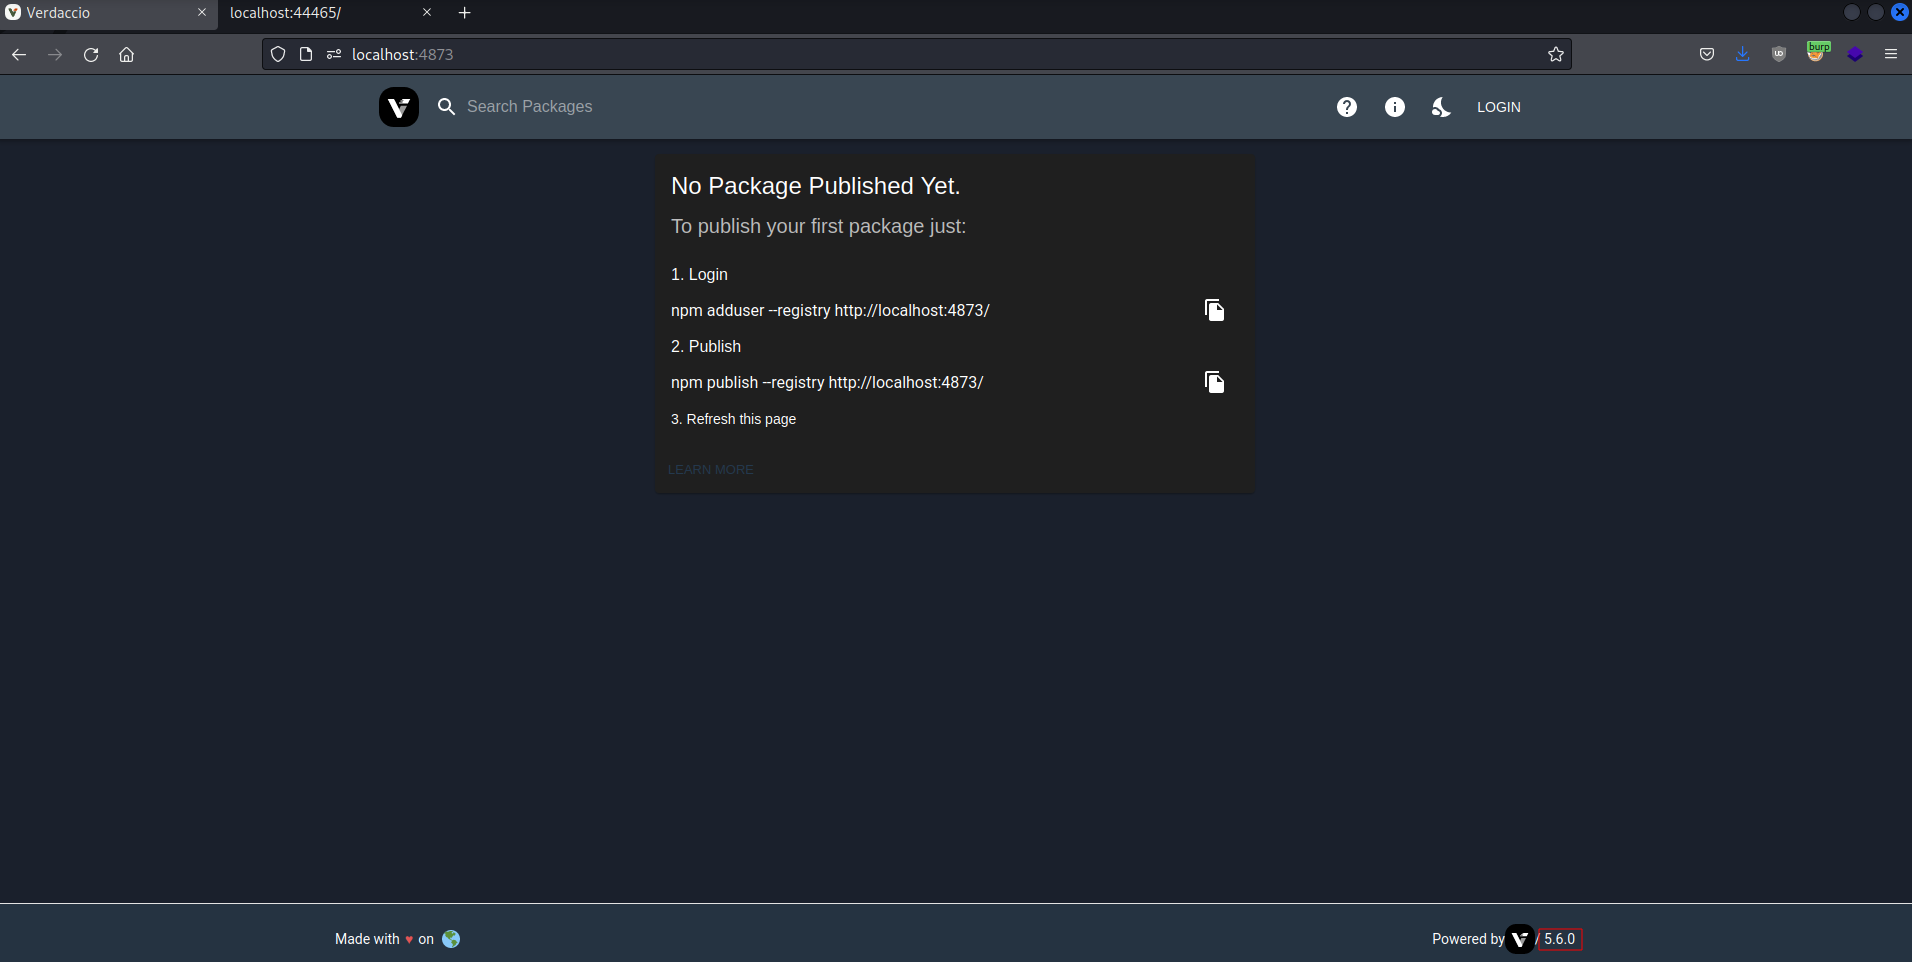 Verdaccio
localhost:44465/
localhost:4873
burp
Search Packages
LOGIN
No Package Published Yet.
To publish your first package just:
1. Login
npm adduser --registry http://localhost:4873/
2. Publish
npm publish --registry http://localhost:4873/
3. Refresh this page
LEARN MORE
Made with ♥ on
Powered by / 5.6.0